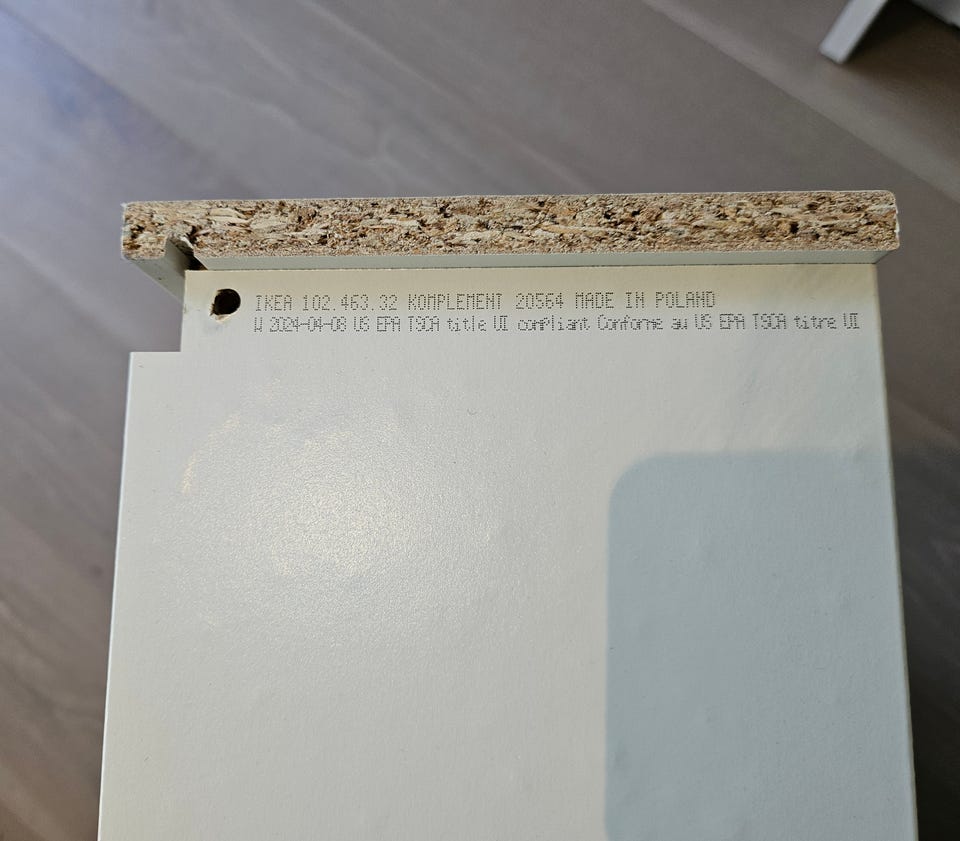 IKEA 102.463.32 KOMPLEMENT 20564 MADE IN POLAND
W 2024-04-08 US EPA TSCA title VI compliant Conforme au US EPA TSCA titre VI